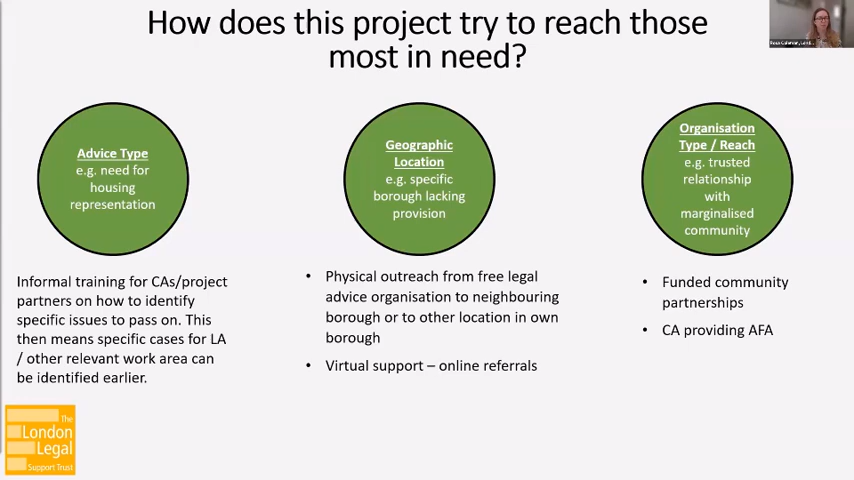 How does this project try to reach those
most in need?
Advice Type
e.g. need for
housing
representation
Informal training for CAs/project
partners on how to identify
specific issues to pass on. This
then means specific cases for LA
/ other relevant work area can
be identified earlier.
Geographic
Location
e.g. specific
borough lacking
provision
• Physical outreach from free legal
advice organisation to neighbouring
borough or to other location in own
borough
• Virtual support – online referrals
Organisation
Type / Reach
e.g. trusted
relationship
with
marginalised
community
• Funded community
partnerships
• CA providing AFA
The
London
Legal
Support Trust